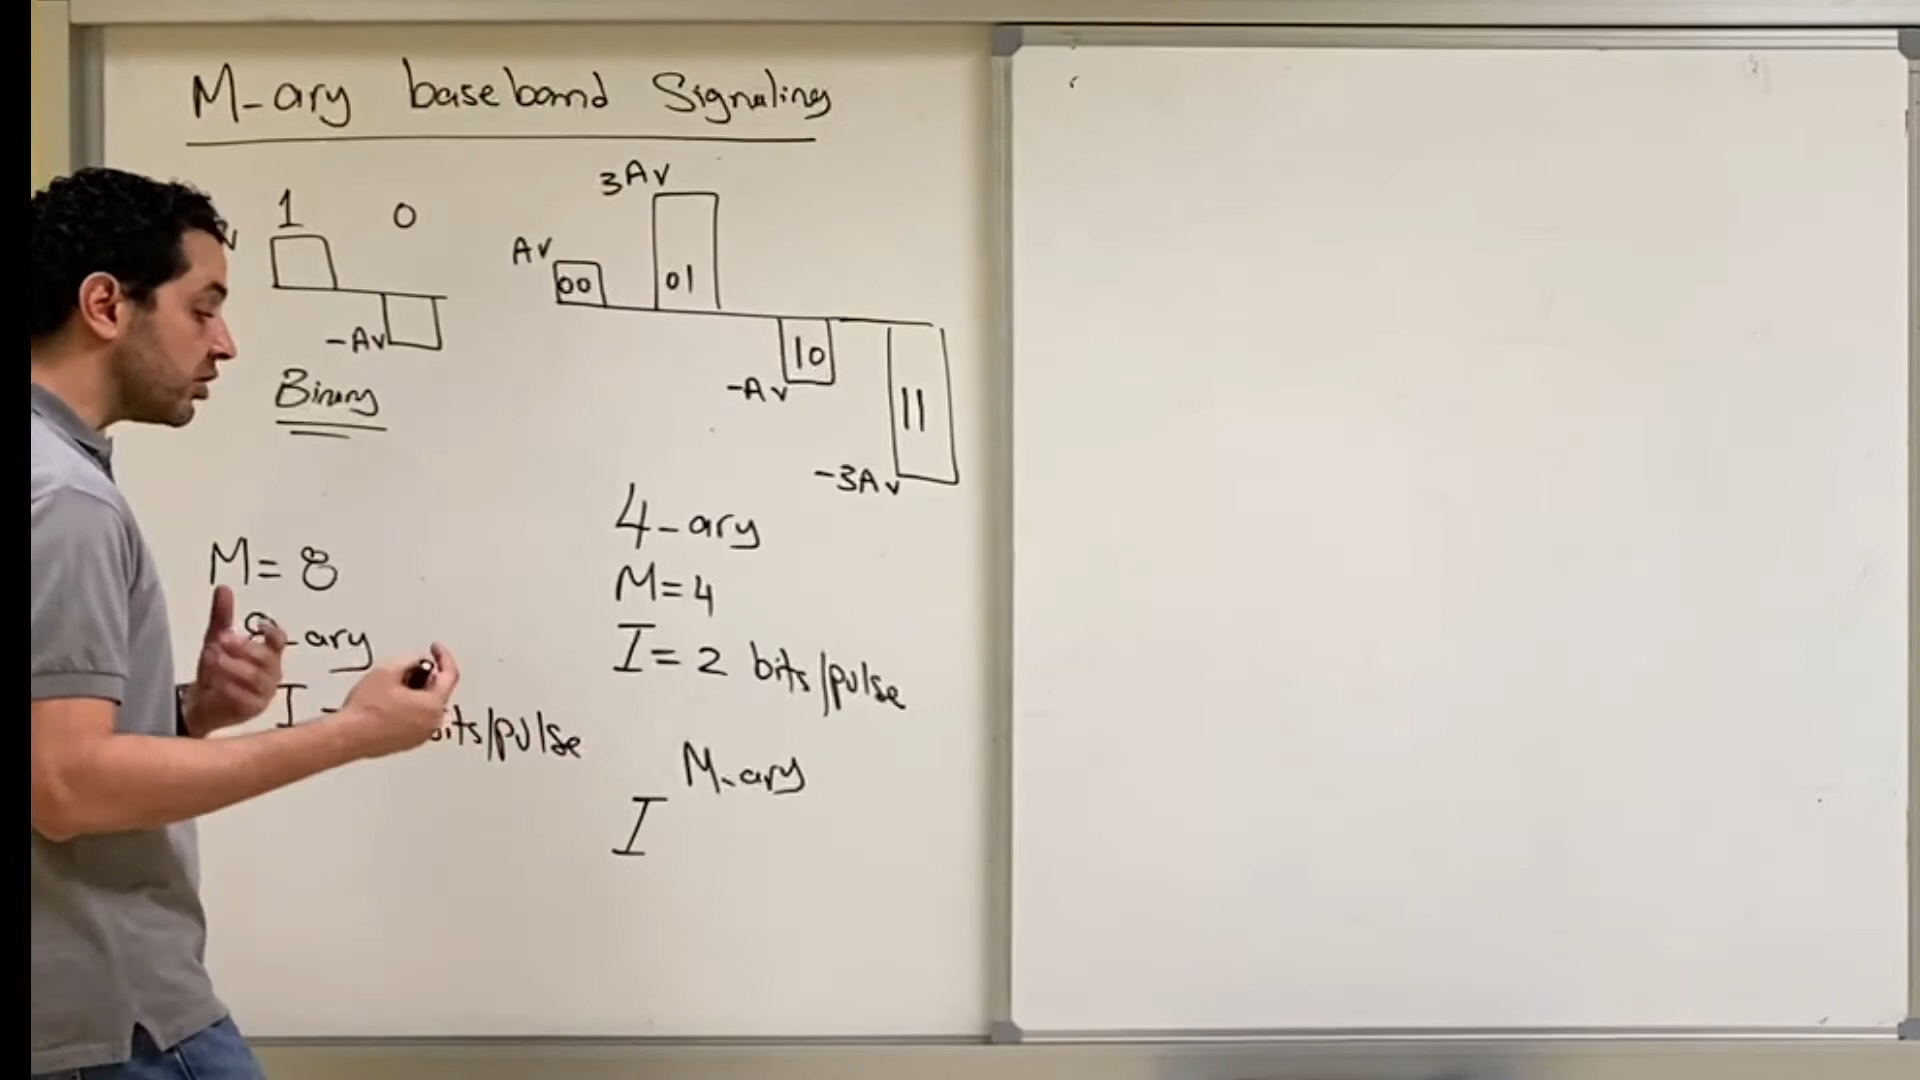 M-ary baseband Signaling
1 0
-Av
Binary
Av
3Av
00
01
10
-Av
11
-3Av
M=8
8-ary
I = bits/pulse
4-ary
M=4
I=2 bits/pulse
M-ary
I